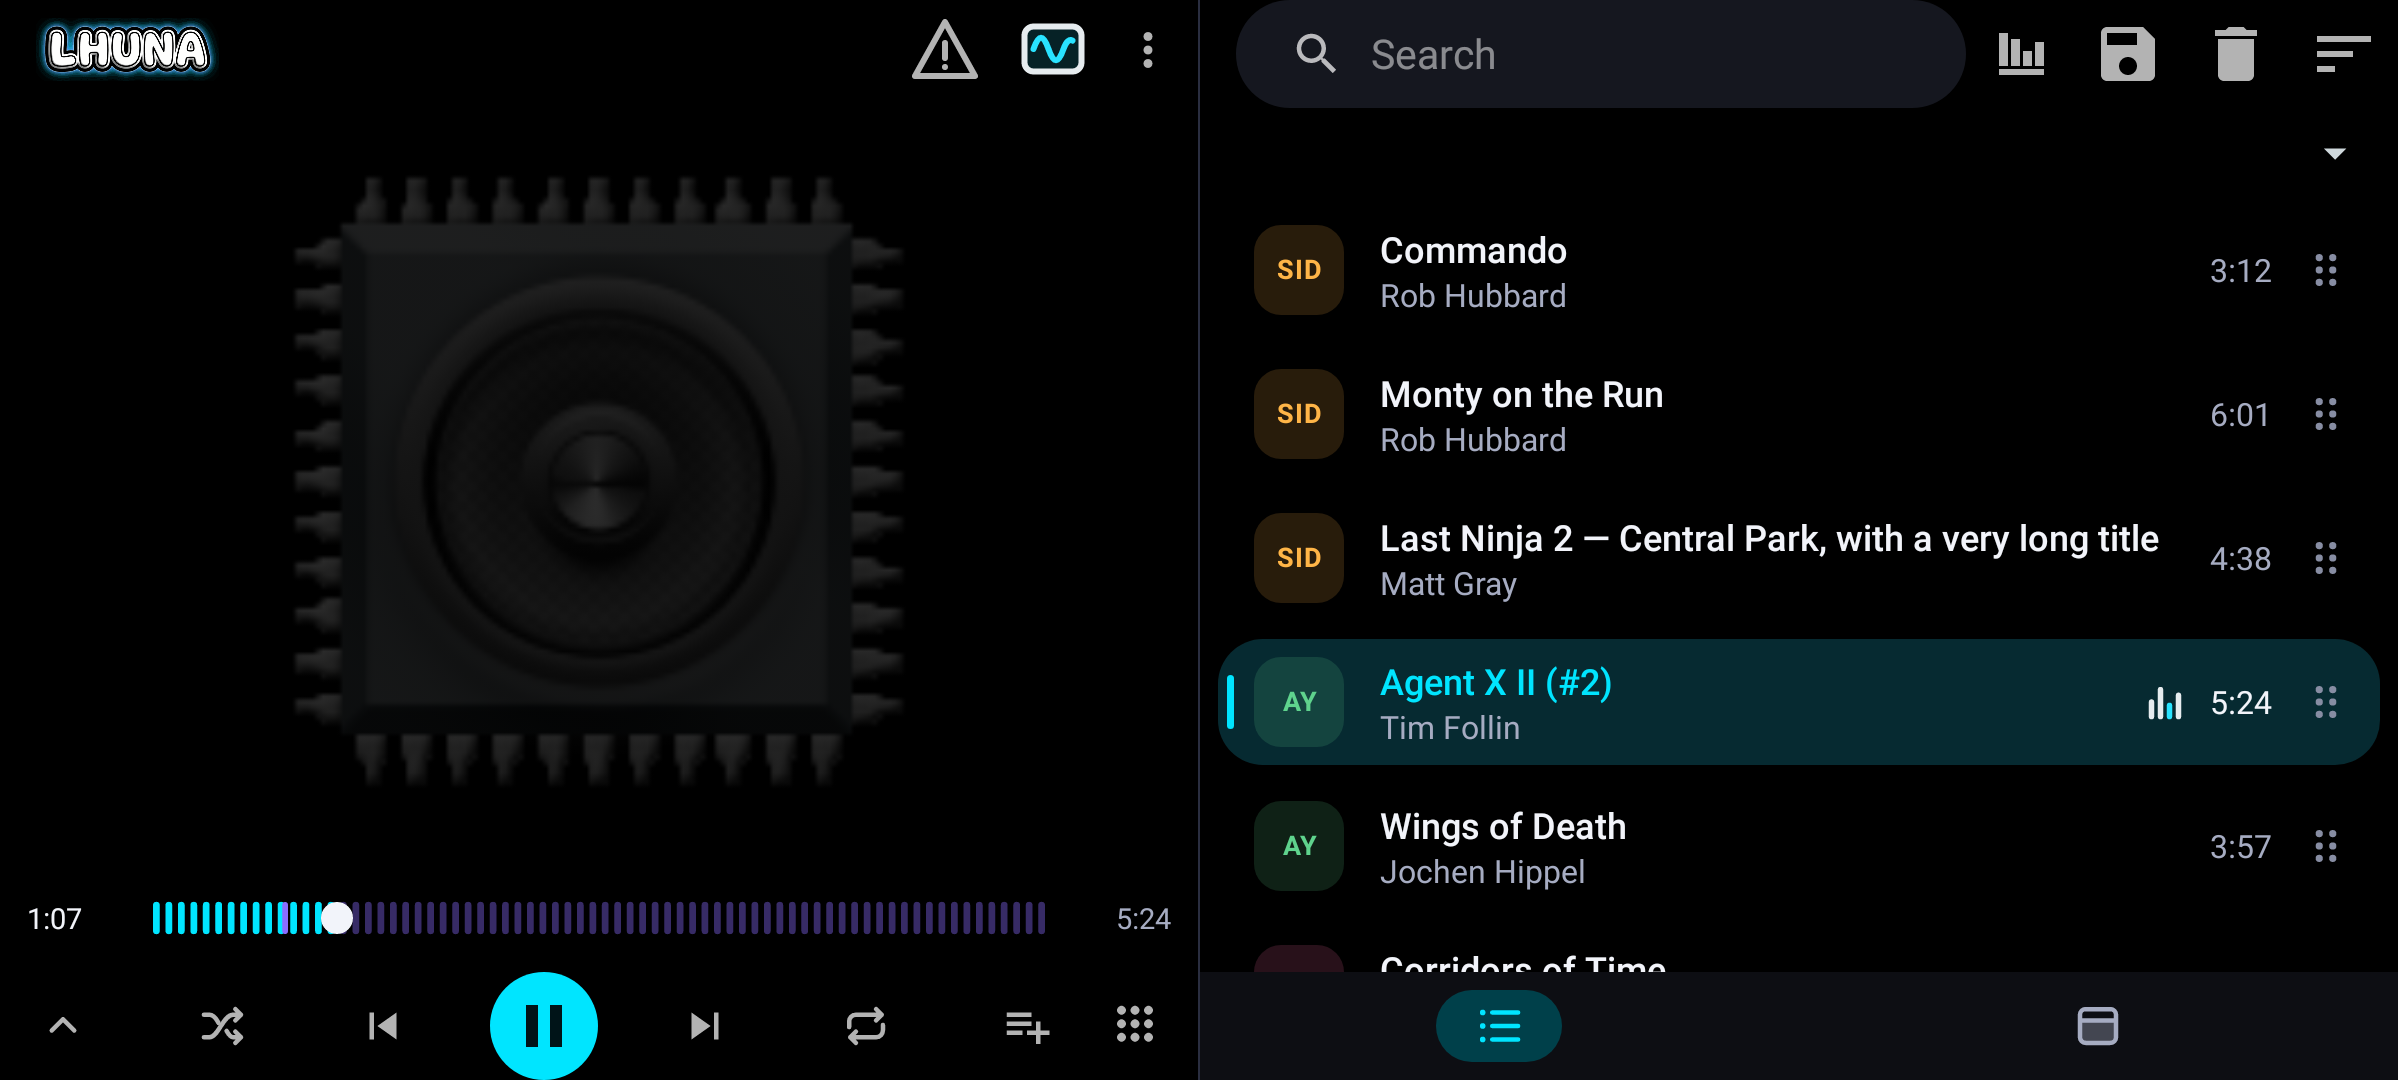 LHUNA
1:07
5:24
Search
SID
Commando
Rob Hubbard
3:12
SID
Monty on the Run
Rob Hubbard
6:01
SID
Last Ninja 2 — Central Park, with a very long title
Matt Gray
4:38
AY
Agent X II (#2)
Tim Follin
5:24
AY
Wings of Death
Jochen Hippel
3:57
Corridors of Time